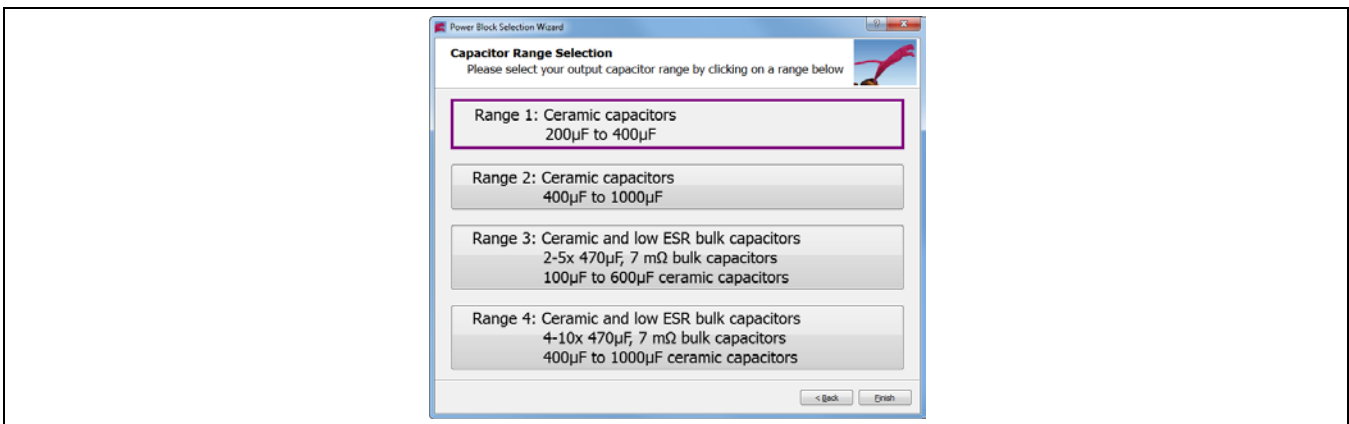 Power Block Selection Wizard
Capacitor Range Selection
Please select your output capacitor range by clicking on a range below
Range 1: Ceramic capacitors
200µF to 400µF
Range 2: Ceramic capacitors
400µF to 1000µF
Range 3: Ceramic and low ESR bulk capacitors
2-5x 470µF, 7 mΩ bulk capacitors
100µF to 600µF ceramic capacitors
Range 4: Ceramic and low ESR bulk capacitors
4-10x 470µF, 7 mΩ bulk capacitors
400µF to 1000µF ceramic capacitors
< Back Finish